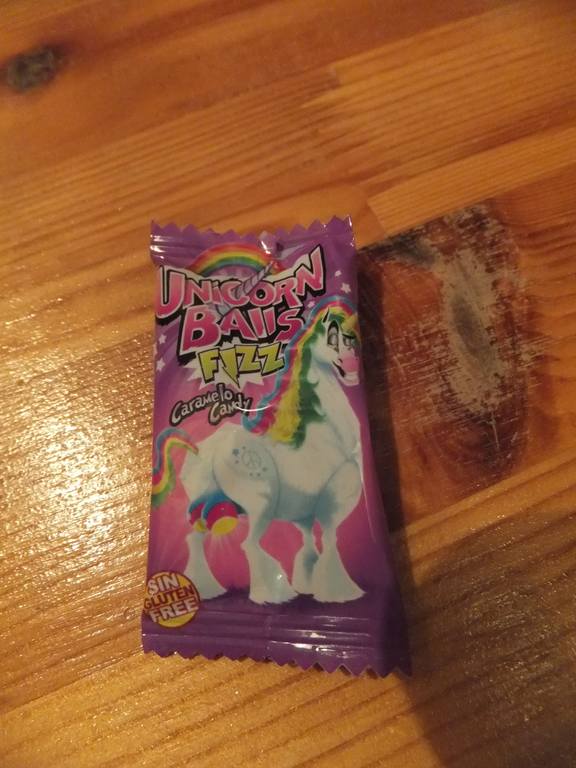 UNICORN
BALLS
FIZZ
Caramelo
Candy
SIN
GLUTEN
FREE